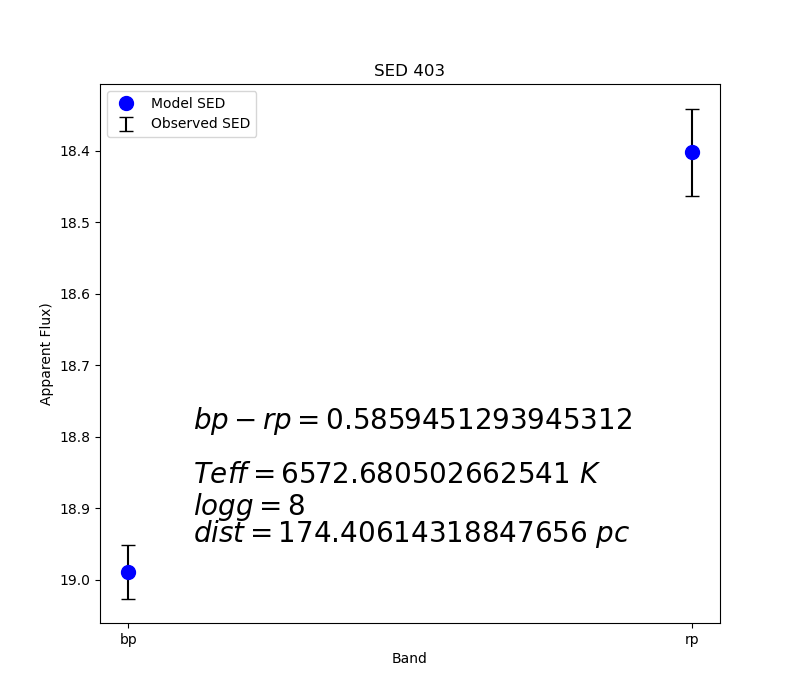 SED 403
Model SED
Observed SED
18.4
18.5
18.6
18.7
18.8
18.9
19.0
Apparent Flux)
bp − rp = 0.5859451293945312
Teff = 6572.680502662541 K
logg = 8
dist = 174.40614318847656 pc
bp
rp
Band